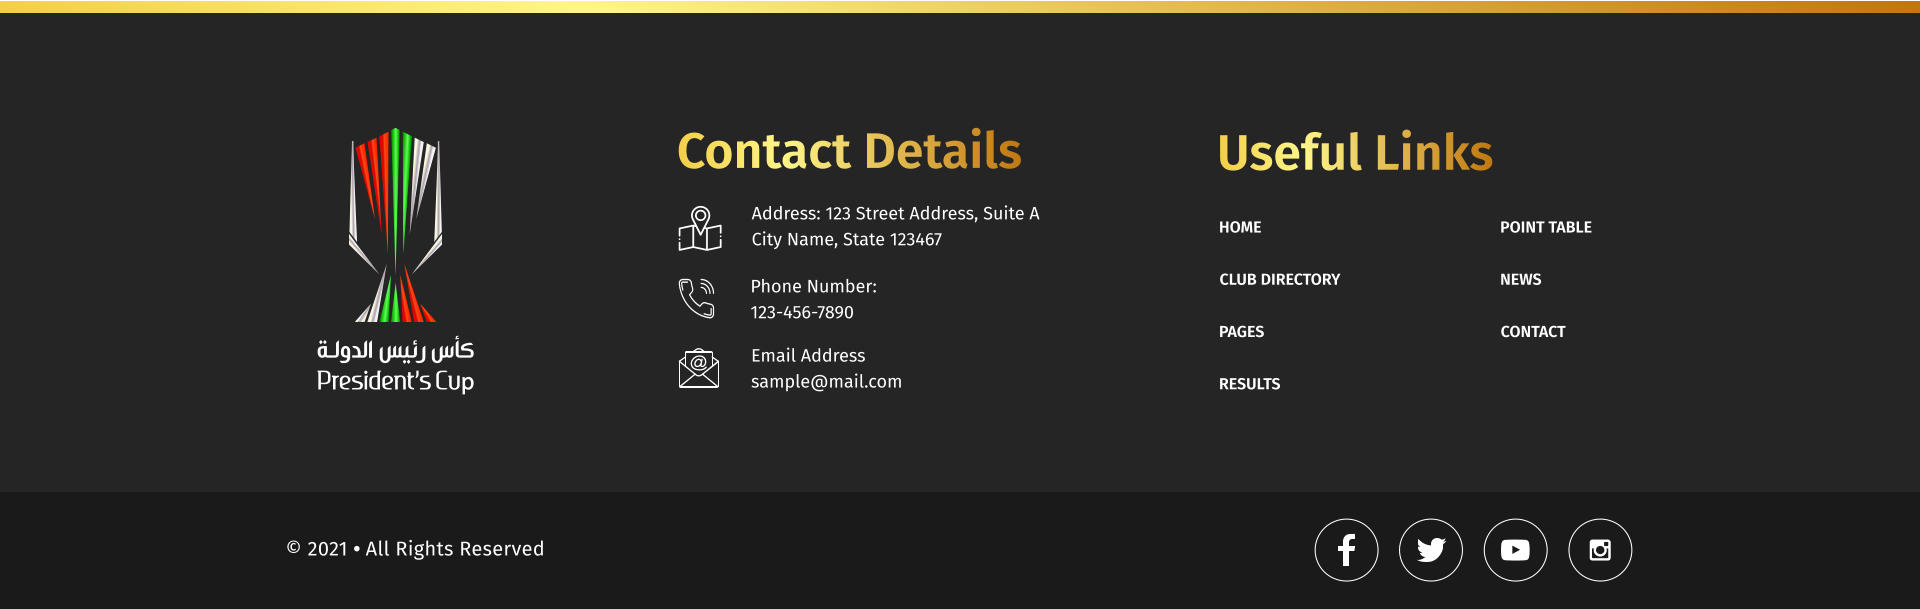 كأس رئيس الدولة
President's Cup
Contact Details
Address: 123 Street Address, Suite A
City Name, State 123467
Phone Number:
123-456-7890
Email Address
sample@mail.com
Useful Links
HOME
POINT TABLE
CLUB DIRECTORY
NEWS
PAGES
CONTACT
RESULTS
© 2021 • All Rights Reserved